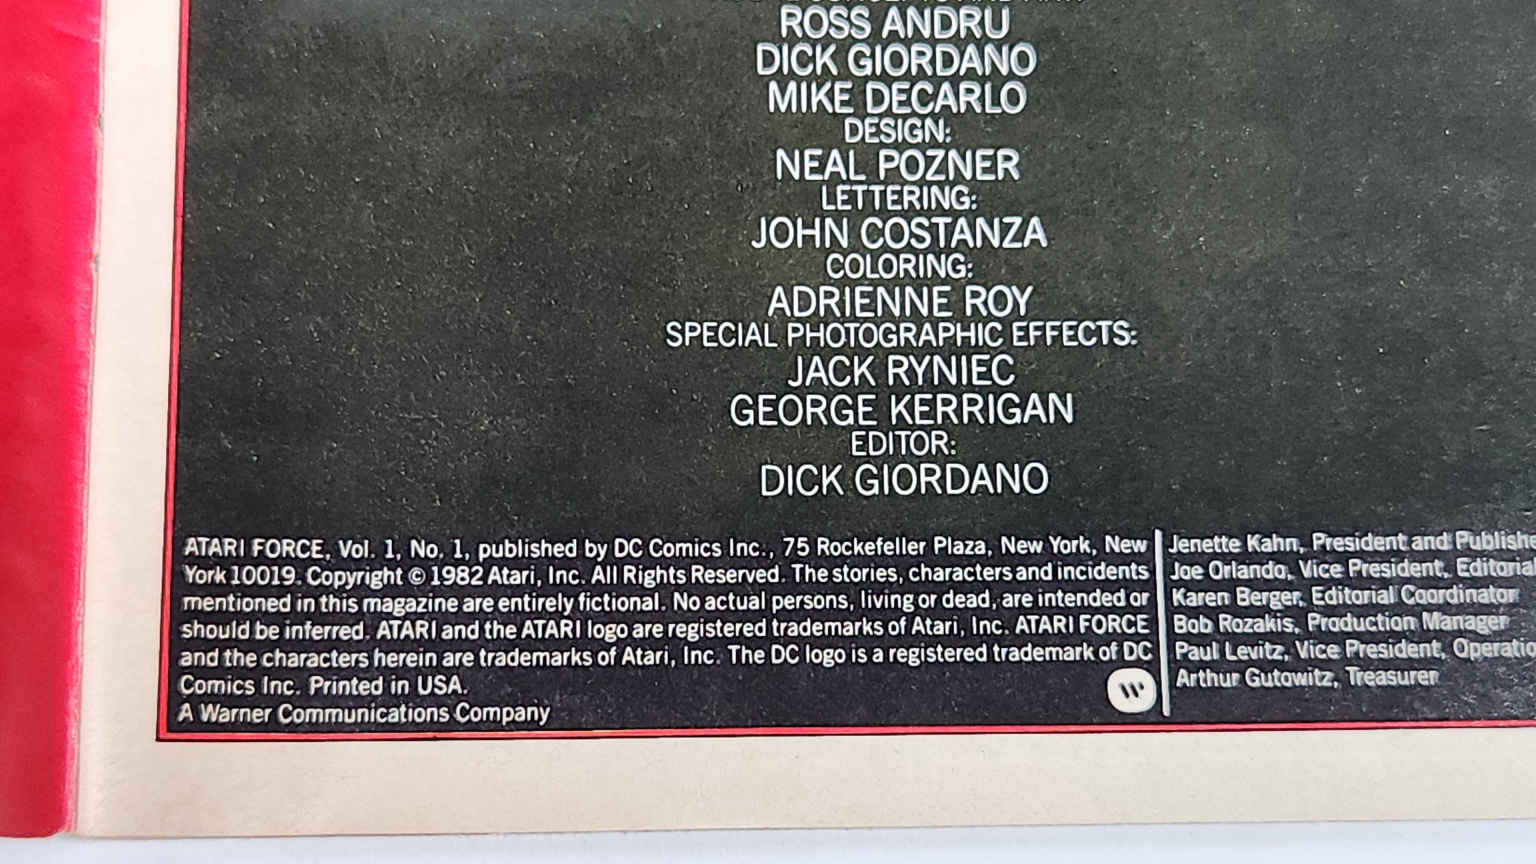 ROSS ANDRU
DICK GIORDANO
MIKE DECARLO
DESIGN:
NEAL POZNER
LETTERING:
JOHN COSTANZA
COLORING:
ADRIENNE ROY
SPECIAL PHOTOGRAPHIC EFFECTS:
JACK RYNIEC
GEORGE KERRIGAN
EDITOR:
DICK GIORDANO
ATARI FORCE, Vol. 1, No. 1, published by DC Comics Inc., 75 Rockefeller Plaza, New York, New
York 10019. Copyright © 1982 Atari, Inc. All Rights Reserved. The stories, characters and incidents
mentioned in this magazine are entirely fictional. No actual persons, living or dead, are intended or
should be inferred. ATARI and the ATARI logo are registered trademarks of Atari, Inc. ATARI FORCE
and the characters herein are trademarks of Atari, Inc. The DC logo is a registered trademark of DC
Comics Inc. Printed in USA.
A Warner Communications Company
Jenette Kahn, President and Publishe
Joe Orlando, Vice President, Editorial
Karen Berger, Editorial Coordinator
Bob Rozakis, Production Manager
Paul Levitz, Vice President, Operatio
Arthur Gutowitz, Treasurer